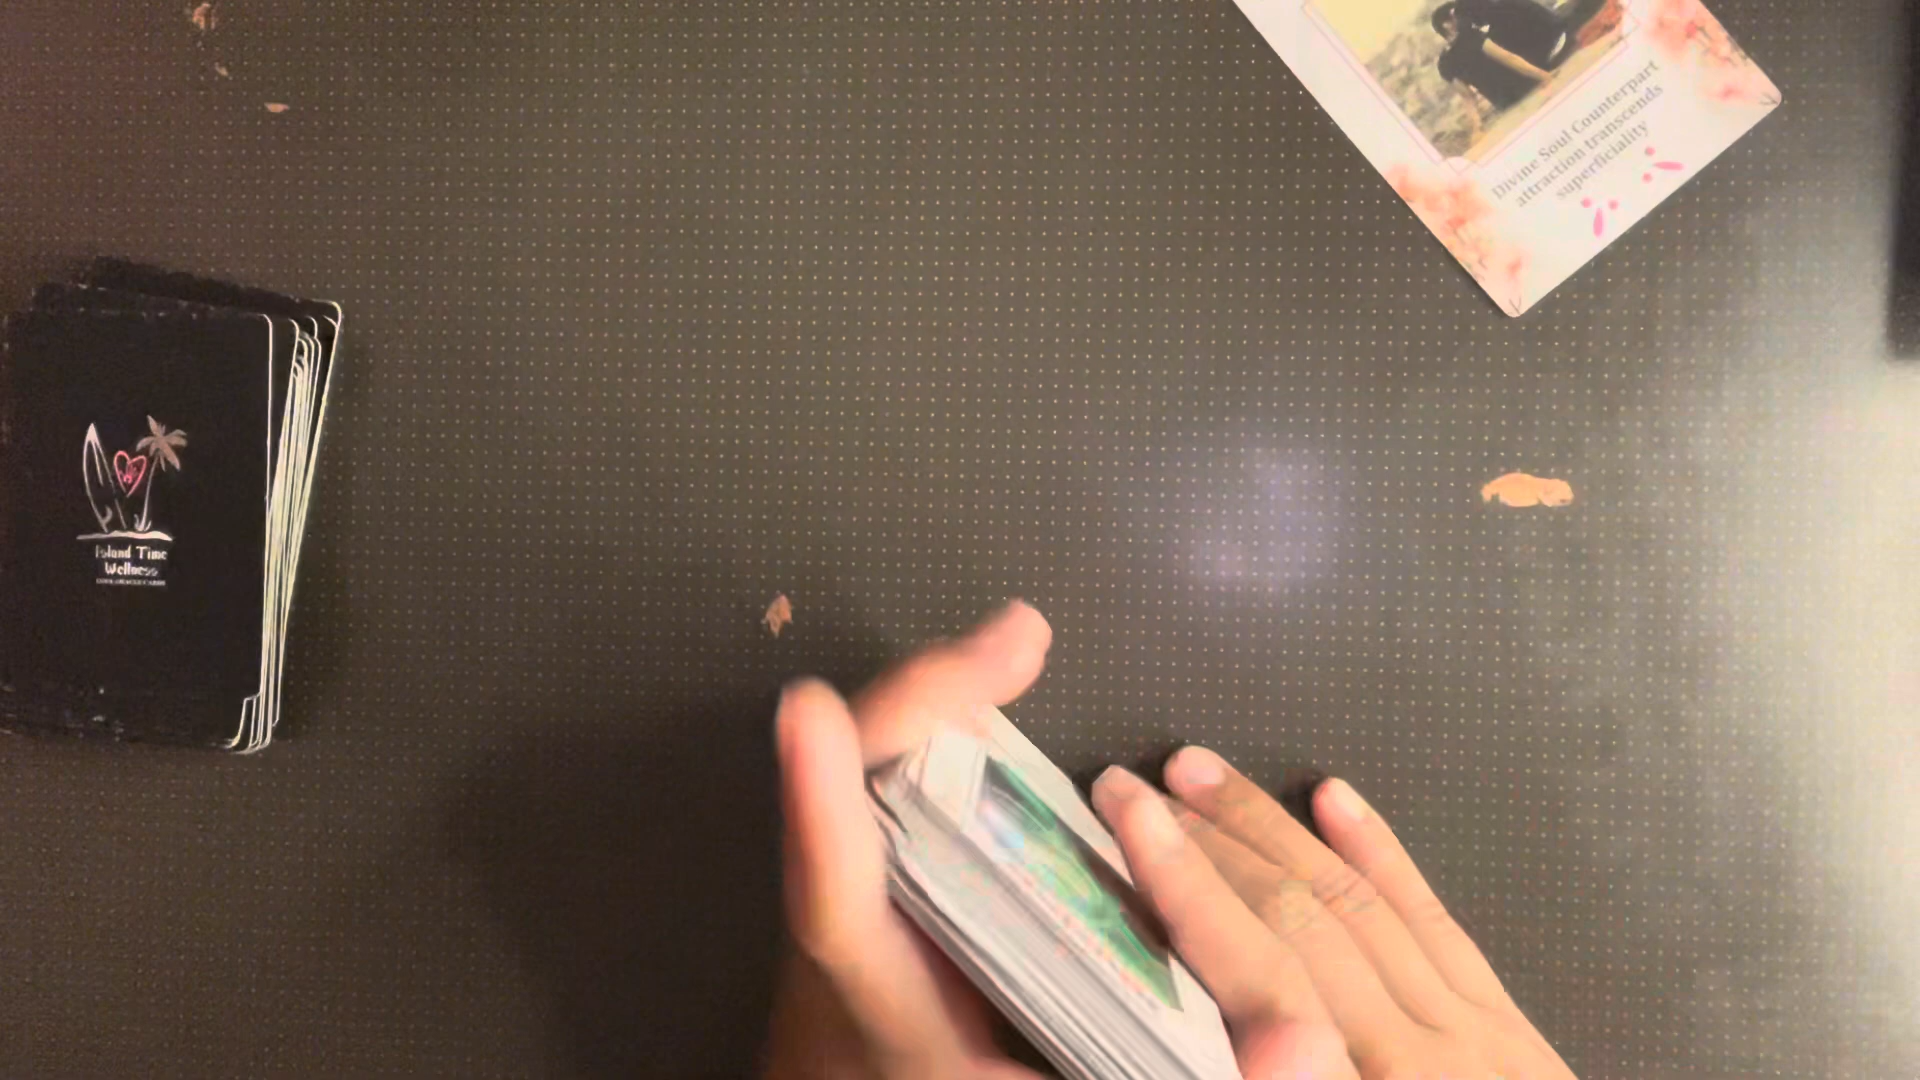 Divine Soul Counterpart
attraction transcends
superficiality
Island Time
Wellness